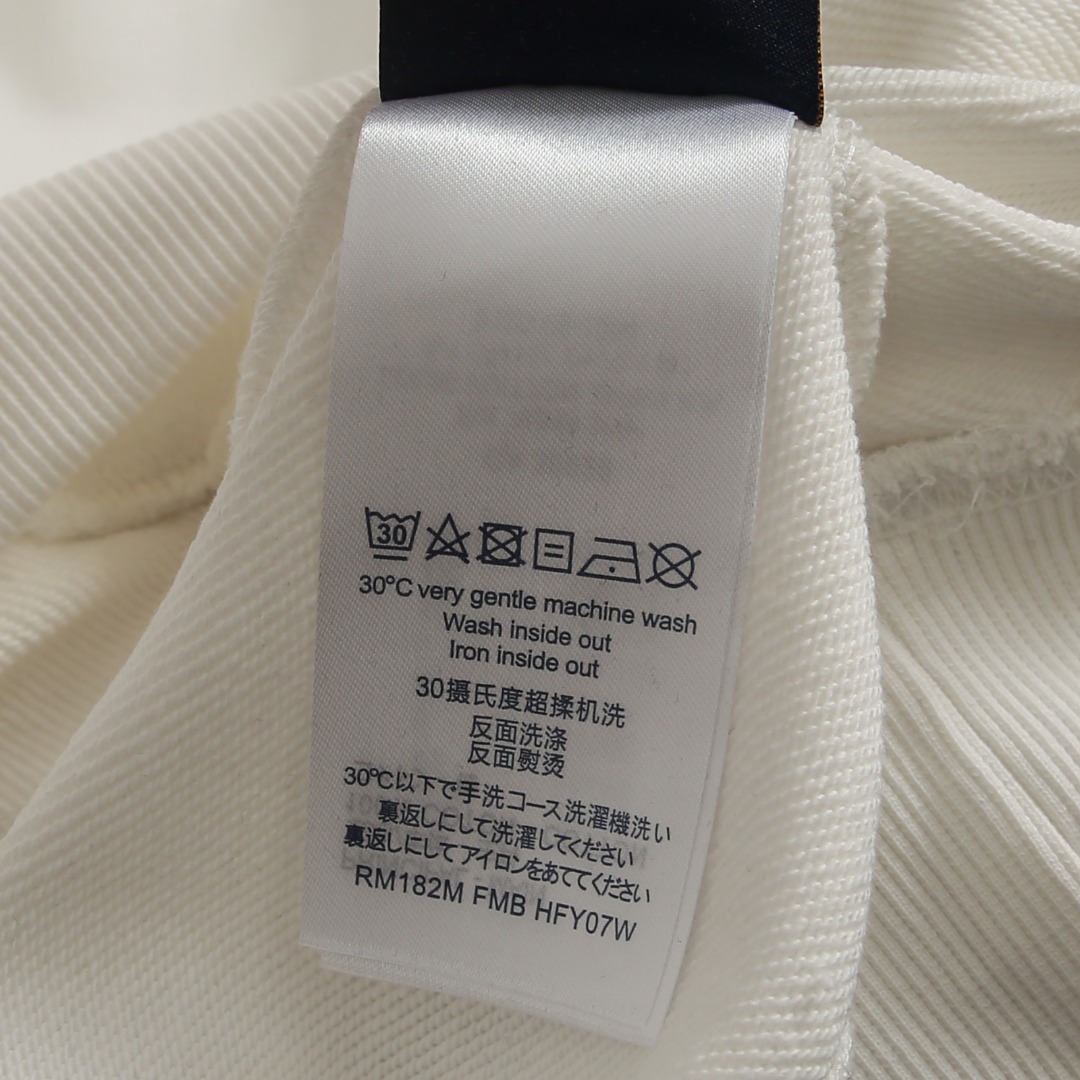 30
30°C very gentle machine wash
Wash inside out
Iron inside out
30摄氏度超揉机洗
反面洗涤
反面熨烫
30℃以下で手洗コース洗濯機洗い
裏返しにして洗濯してください
裏返しにしてアイロンをあててください
RM182M FMB HFY07W